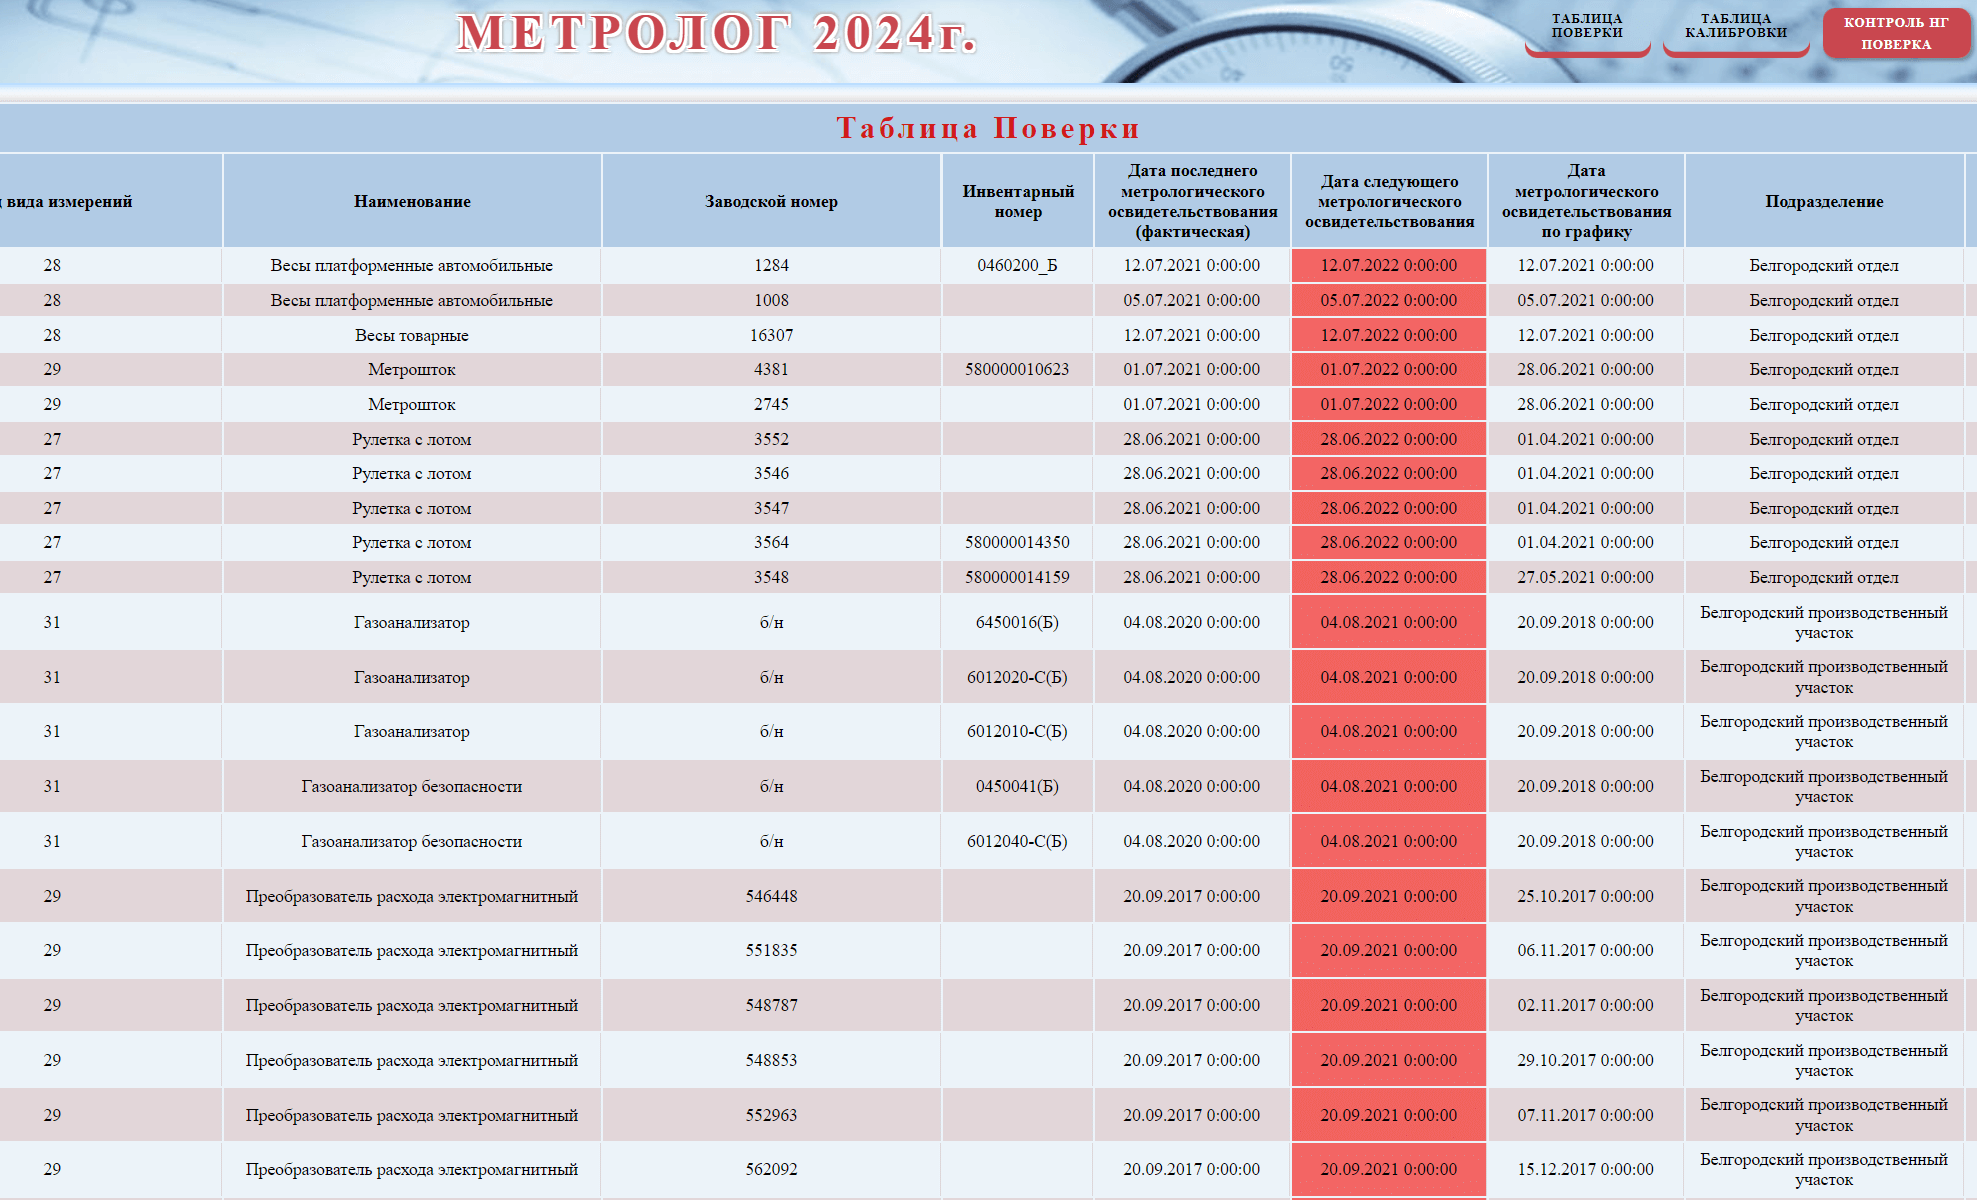 МЕТРОЛОГ 2024г.
ТАБЛИЦА
ПОВЕРКИ
ТАБЛИЦА
КАЛИБРОВКИ
КОНТРОЛЬ НГ
ПОВЕРКА
Таблица Поверки
вида измерений
Наименование
Заводской номер
Инвентарный
номер
Дата последнего
метрологического
освидетельствования
(фактическая)
Дата следующего
метрологического
освидетельствования
Дата
метрологического
освидетельствования
по графику
Подразделение
28 Весы платформенные автомобильные 1284 0460200_Б 12.07.2021 0:00:00 12.07.2022 0:00:00 12.07.2021 0:00:00 Белгородский отдел
28 Весы платформенные автомобильные 1008 05.07.2021 0:00:00 05.07.2022 0:00:00 05.07.2021 0:00:00 Белгородский отдел
28 Весы товарные 16307 12.07.2021 0:00:00 12.07.2022 0:00:00 12.07.2021 0:00:00 Белгородский отдел
29 Метрошток 4381 580000010623 01.07.2021 0:00:00 01.07.2022 0:00:00 28.06.2021 0:00:00 Белгородский отдел
29 Метрошток 2745 01.07.2021 0:00:00 01.07.2022 0:00:00 28.06.2021 0:00:00 Белгородский отдел
27 Рулетка с лотом 3552 28.06.2021 0:00:00 28.06.2022 0:00:00 01.04.2021 0:00:00 Белгородский отдел
27 Рулетка с лотом 3546 28.06.2021 0:00:00 28.06.2022 0:00:00 01.04.2021 0:00:00 Белгородский отдел
27 Рулетка с лотом 3547 28.06.2021 0:00:00 28.06.2022 0:00:00 01.04.2021 0:00:00 Белгородский отдел
27 Рулетка с лотом 3564 580000014350 28.06.2021 0:00:00 28.06.2022 0:00:00 01.04.2021 0:00:00 Белгородский отдел
27 Рулетка с лотом 3548 580000014159 28.06.2021 0:00:00 28.06.2022 0:00:00 27.05.2021 0:00:00 Белгородский отдел
31 Газоанализатор б/н 6450016(Б) 04.08.2020 0:00:00 04.08.2021 0:00:00 20.09.2018 0:00:00 Белгородский производственный
участок
31 Газоанализатор б/н 6012020-С(Б) 04.08.2020 0:00:00 04.08.2021 0:00:00 20.09.2018 0:00:00 Белгородский производственный
участок
31 Газоанализатор б/н 6012010-С(Б) 04.08.2020 0:00:00 04.08.2021 0:00:00 20.09.2018 0:00:00 Белгородский производственный
участок
31 Газоанализатор безопасности б/н 0450041(Б) 04.08.2020 0:00:00 04.08.2021 0:00:00 20.09.2018 0:00:00 Белгородский производственный
участок
31 Газоанализатор безопасности б/н 6012040-С(Б) 04.08.2020 0:00:00 04.08.2021 0:00:00 20.09.2018 0:00:00 Белгородский производственный
участок
29 Преобразователь расхода электромагнитный 546448 20.09.2017 0:00:00 20.09.2021 0:00:00 25.10.2017 0:00:00 Белгородский производственный
участок
29 Преобразователь расхода электромагнитный 551835 20.09.2017 0:00:00 20.09.2021 0:00:00 06.11.2017 0:00:00 Белгородский производственный
участок
29 Преобразователь расхода электромагнитный 548787 20.09.2017 0:00:00 20.09.2021 0:00:00 02.11.2017 0:00:00 Белгородский производственный
участок
29 Преобразователь расхода электромагнитный 548853 20.09.2017 0:00:00 20.09.2021 0:00:00 29.10.2017 0:00:00 Белгородский производственный
участок
29 Преобразователь расхода электромагнитный 552963 20.09.2017 0:00:00 20.09.2021 0:00:00 07.11.2017 0:00:00 Белгородский производственный
участок
29 Преобразователь расхода электромагнитный 562092 20.09.2017 0:00:00 20.09.2021 0:00:00 15.12.2017 0:00:00 Белгородский производственный
участок